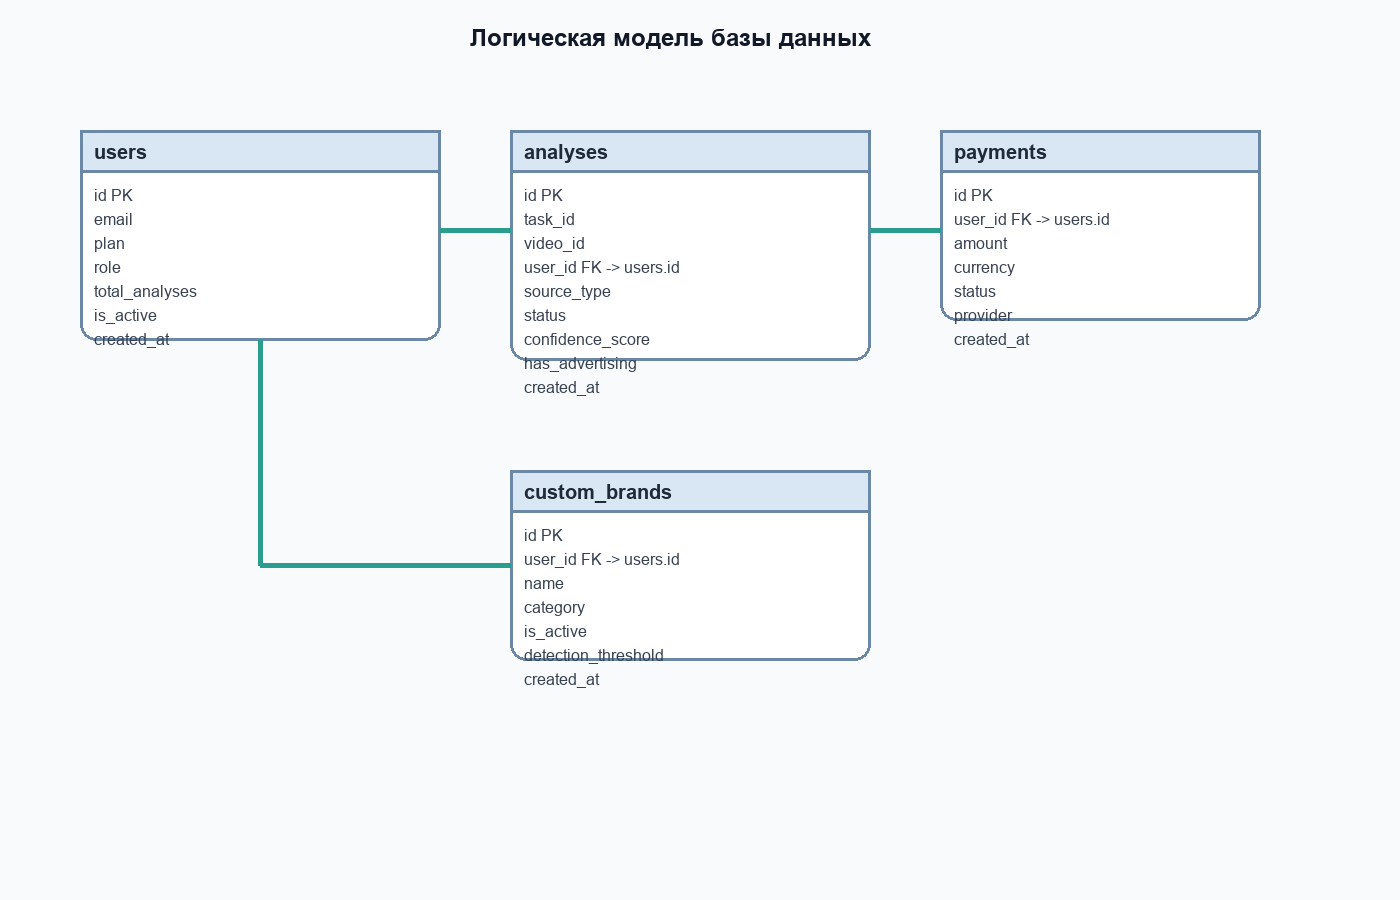 Логическая модель базы данных
users
id PK
email
plan
role
total_analyses
is_active
created_at
analyses
id PK
task_id
video_id
user_id FK -> users.id
source_type
status
confidence_score
has_advertising
created_at
payments
id PK
user_id FK -> users.id
amount
currency
status
provider
created_at
custom_brands
id PK
user_id FK -> users.id
name
category
is_active
detection_threshold
created_at